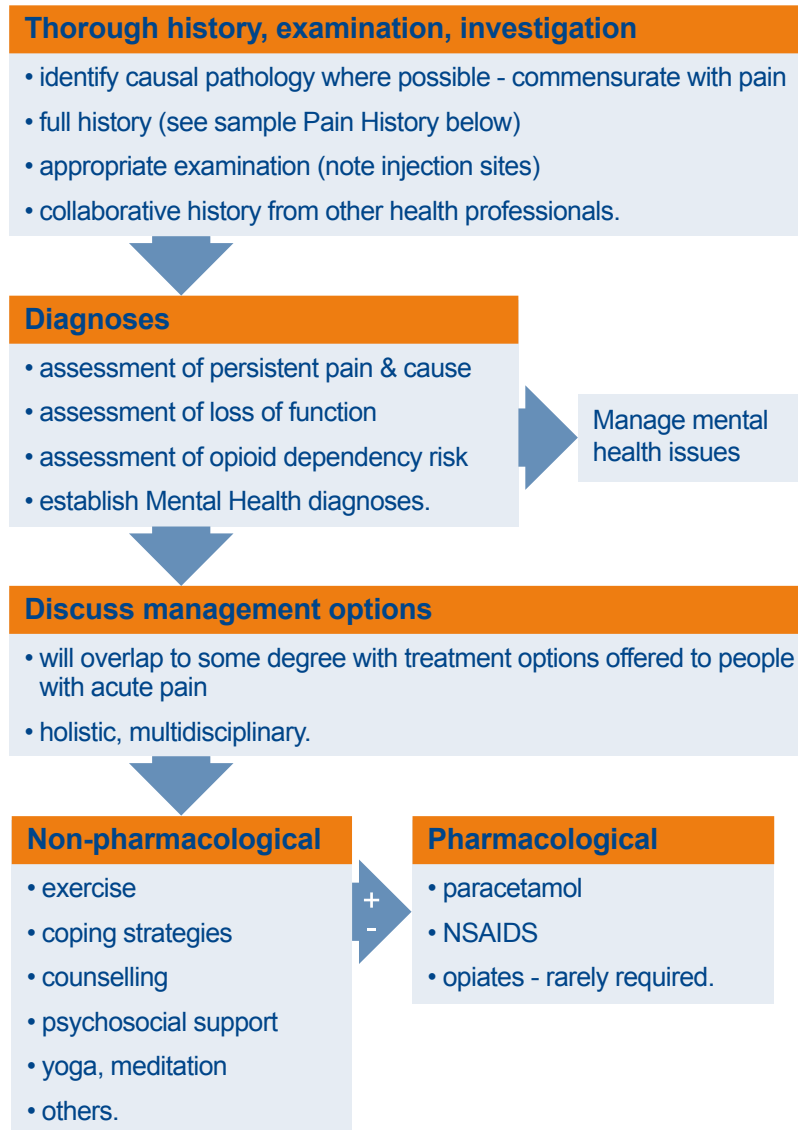 Thorough history, examination, investigation
• identify causal pathology where possible - commensurate with pain
• full history (see sample Pain History below)
• appropriate examination (note injection sites)
• collaborative history from other health professionals.
Diagnoses
• assessment of persistent pain & cause
• assessment of loss of function
• assessment of opioid dependency risk
• establish Mental Health diagnoses.
Manage mental
health issues
Discuss management options
• will overlap to some degree with treatment options offered to people
with acute pain
• holistic, multidisciplinary.
Non-pharmacological
• exercise
• coping strategies
• counselling
• psychosocial support
• yoga, meditation
• others.
+
-
Pharmacological
• paracetamol
• NSAIDS
• opiates - rarely required.